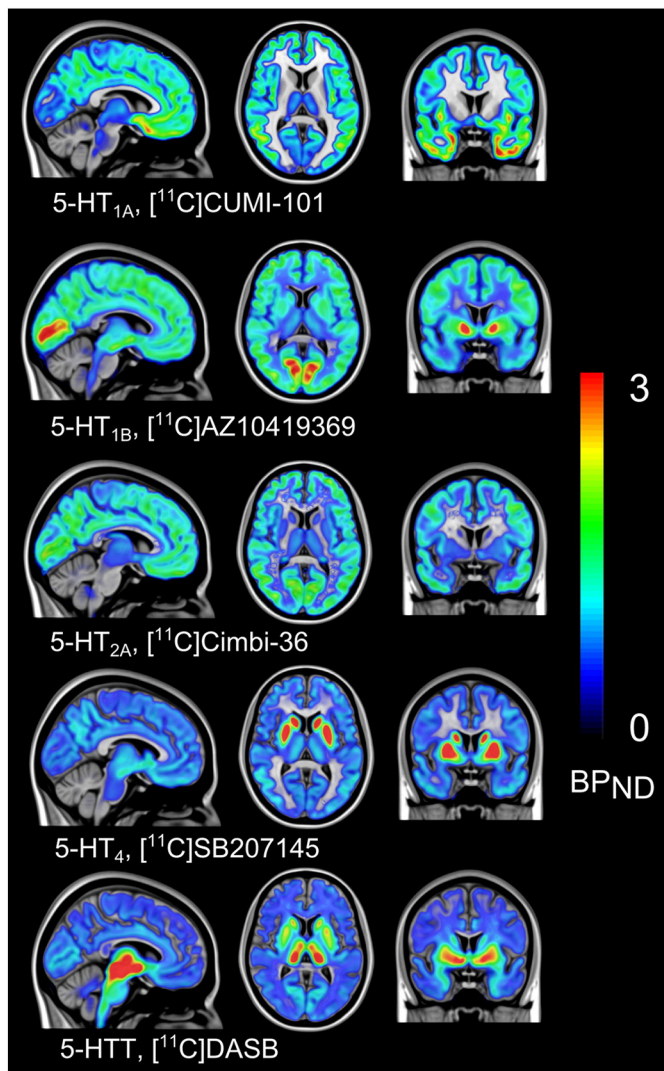 5-HT1A, [11C]CUMI-101
5-HT1B, [11C]AZ10419369
3
5-HT2A, [11C]Cimbi-36
0
BPND
5-HT4, [11C]SB207145
5-HTT, [11C]DASB